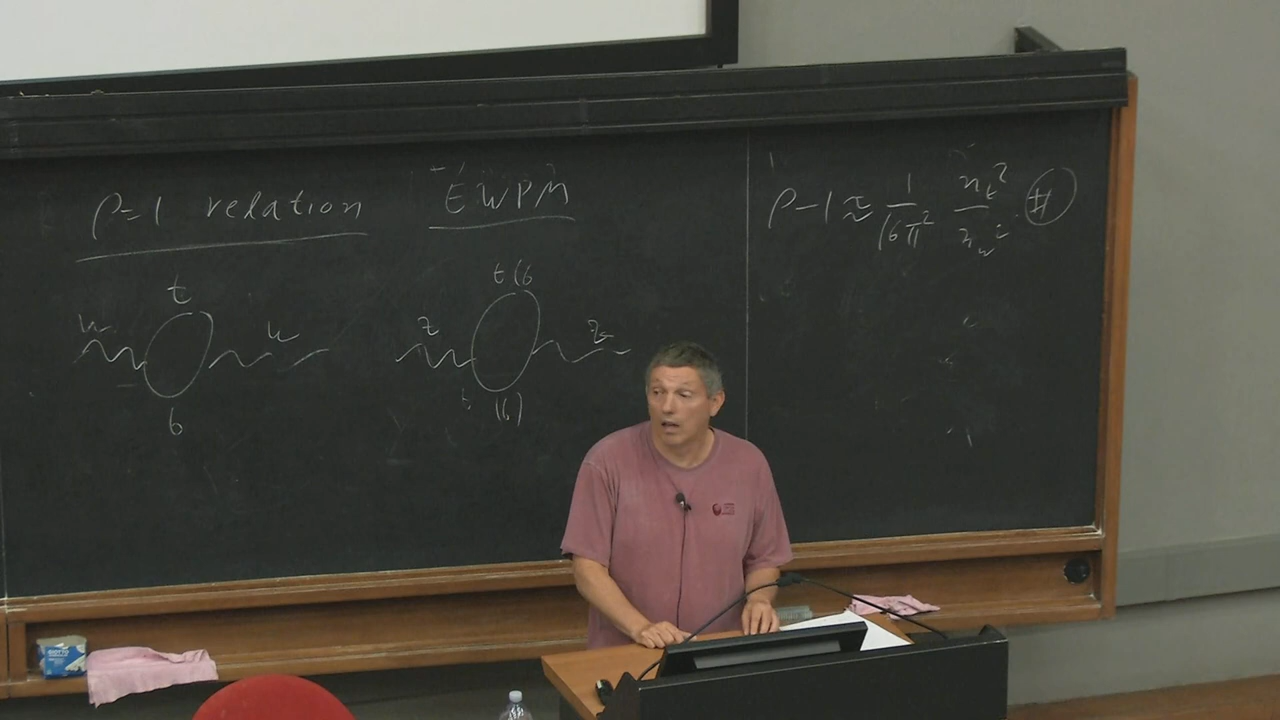 ρ=1 relation
EWPM
t
W
W
b
t (b
Z
Z
t (b)
ρ-1 ≈ 1/16π² m_t²/m_w² #